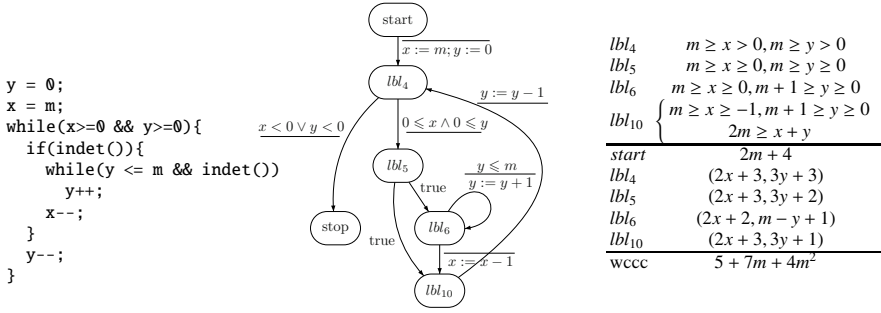 y = 0;
x = m;
while(x>=0 && y>=0){
if(indet()){
while(y <= m && indet())
y++;
x--;
}
y--;
}
start
x := m; y := 0
lbl4
y := y − 1
x < 0 ∨ y < 0
0 ⩽ x ∧ 0 ⩽ y
lbl5
y ⩽ m
y := y + 1
true
stop
lbl6
true
x := x − 1
lbl10
lbl4 m ≥ x > 0, m ≥ y > 0
lbl5 m ≥ x ≥ 0, m ≥ y ≥ 0
lbl6 m ≥ x ≥ 0, m + 1 ≥ y ≥ 0
lbl10 { m ≥ x ≥ −1, m + 1 ≥ y ≥ 0
2m ≥ x + y
start 2m + 4
lbl4 (2x + 3, 3y + 3)
lbl5 (2x + 3, 3y + 2)
lbl6 (2x + 2, m − y + 1)
lbl10 (2x + 3, 3y + 1)
wccc 5 + 7m + 4m²